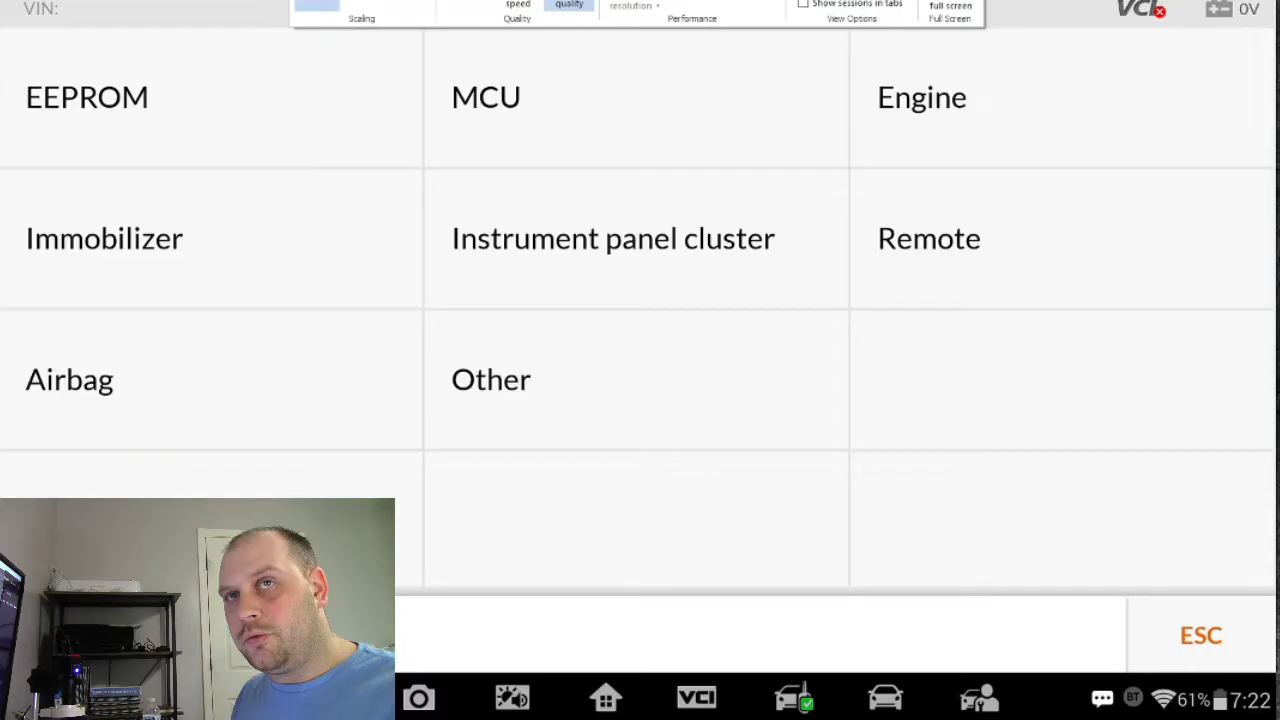 VIN:
speed
quality
resolution
Show sessions in tabs
full screen
Scaling
Quality
Performance
View Options
Full Screen
VCI
0V
EEPROM
MCU
Engine
Immobilizer
Instrument panel cluster
Remote
Airbag
Other
ESC
VCI
BT
61%
7:22